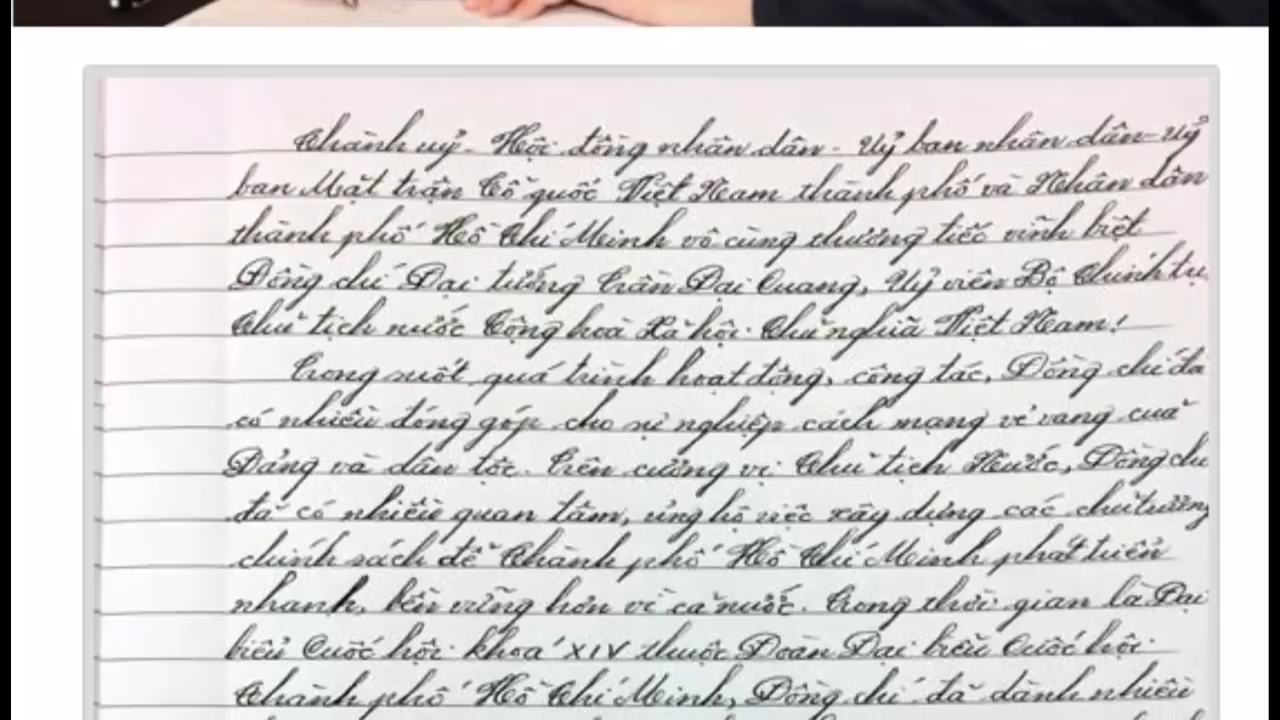 Thành uỷ - Hội đồng nhân dân - Uỷ ban nhân dân - Uỷ
ban Mặt trận Tổ quốc Việt Nam thành phố và Nhân dân
thành phố Hồ Chí Minh vô cùng thương tiếc vĩnh biệt
Đồng chí Đại tướng Trần Đại Quang, Uỷ viên Bộ Chính trị,
Chủ tịch nước Cộng hoà Xã hội Chủ nghĩa Việt Nam!
Trong suốt quá trình hoạt động, công tác, Đồng chí đã
có nhiều đóng góp cho sự nghiệp cách mạng vẻ vang của
Đảng và dân tộc. Trên cương vị Chủ tịch Nước, Đồng chí
đã có nhiều quan tâm, ủng hộ việc xây dựng các chủ trương
chính sách để Thành phố Hồ Chí Minh phát triển
nhanh, bền vững hơn vì cả nước. Trong thời gian là Đại
biểu Quốc hội khoá XIV thuộc Đoàn Đại biểu Quốc hội
Thành phố Hồ Chí Minh, Đồng chí đã dành nhiều